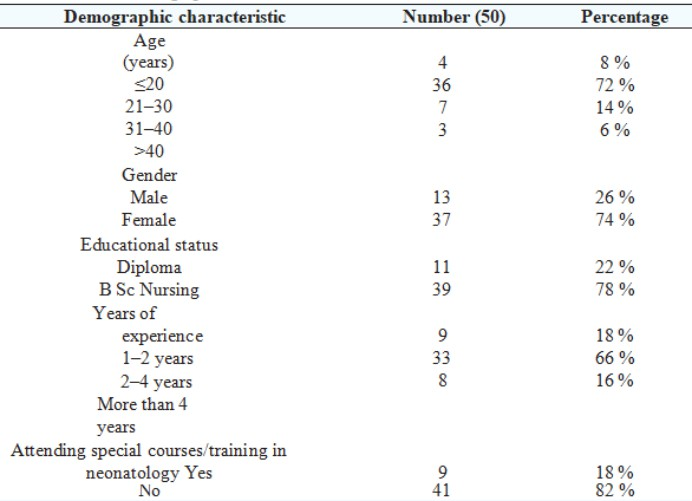 Demographic characteristic Number (50) Percentage
Age
(years) 4 8 %
≤20 36 72 %
21–30 7 14 %
31–40 3 6 %
>40
Gender
Male 13 26 %
Female 37 74 %
Educational status
Diploma 11 22 %
B Sc Nursing 39 78 %
Years of
experience 9 18 %
1–2 years 33 66 %
2–4 years 8 16 %
More than 4
years
Attending special courses/training in
neonatology Yes 9 18 %
No 41 82 %